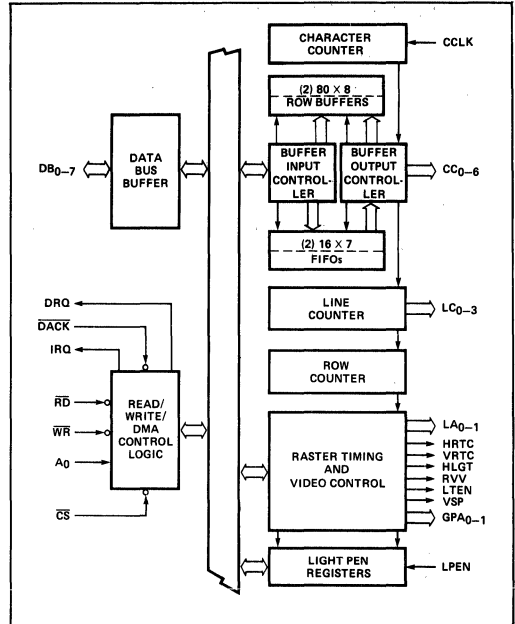 CHARACTER
COUNTER
CCLK
(2) 80 X 8
ROW BUFFERS
DB0-7
DATA
BUS
BUFFER
BUFFER
INPUT
CONTROL-
LER
BUFFER
OUTPUT
CONTROL-
LER
CC0-6
(2) 16 X 7
FIFOs
DRQ
DACK
IRQ
LINE
COUNTER
LC0-3
ROW
COUNTER
RD
WR
A0
CS
READ/
WRITE/
DMA
CONTROL
LOGIC
RASTER TIMING
AND
VIDEO CONTROL
LA0-1
HRTC
VRTC
HLGT
RVV
LTEN
VSP
GPA0-1
LIGHT PEN
REGISTERS
LPEN